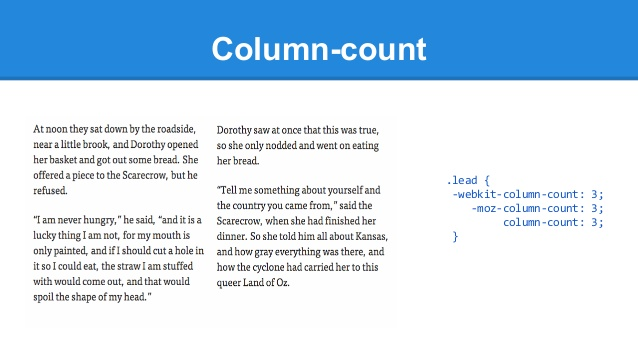 Column-count
At noon they sat down by the roadside,
near a little brook, and Dorothy opened
her basket and got out some bread. She
offered a piece to the Scarecrow, but he
refused.
“I am never hungry,” he said, “and it is a
lucky thing I am not, for my mouth is
only painted, and if I should cut a hole in
it so I could eat, the straw I am stuffed
with would come out, and that would
spoil the shape of my head.”
Dorothy saw at once that this was true,
so she only nodded and went on eating
her bread.
“Tell me something about yourself and
the country you came from,” said the
Scarecrow, when she had finished her
dinner. So she told him all about Kansas,
and how gray everything was there, and
how the cyclone had carried her to this
queer Land of Oz.
.lead {
-webkit-column-count: 3;
-moz-column-count: 3;
column-count: 3;
}